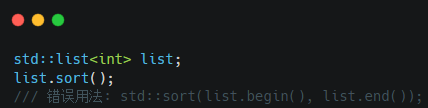 std::list<int> list;
list.sort();
/// 错误用法: std::sort(list.begin(), list.end());